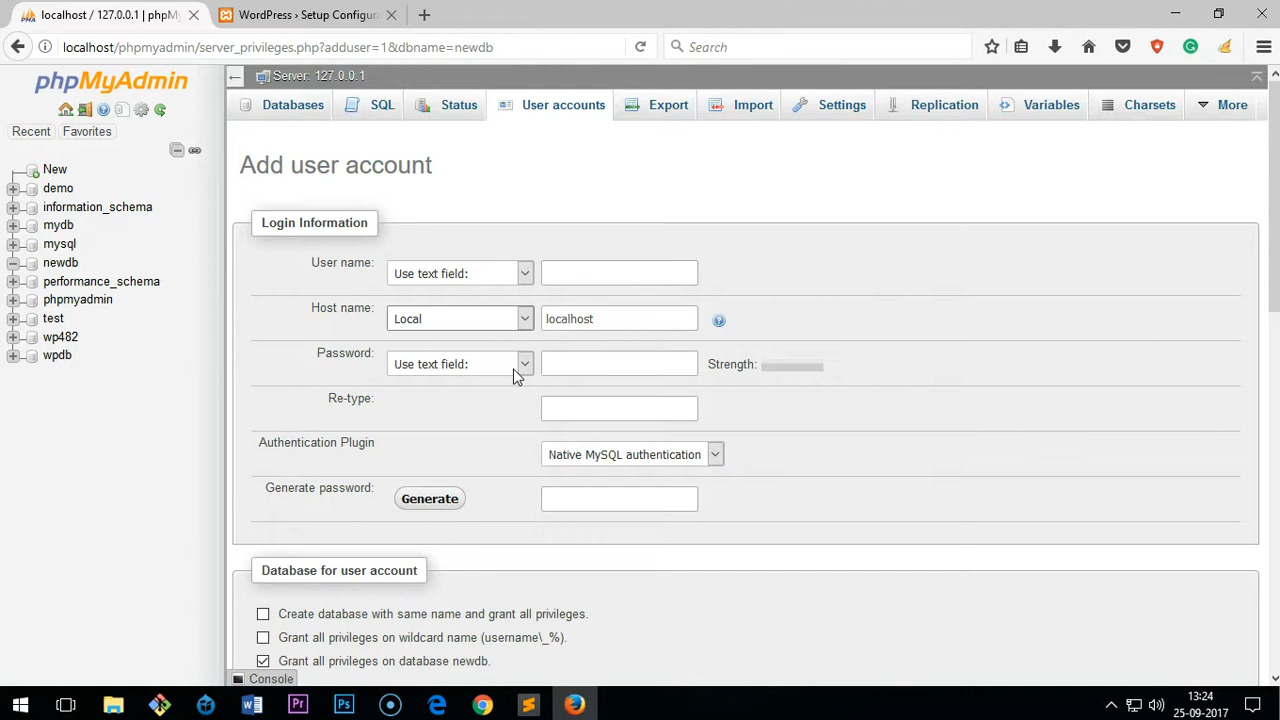 localhost / 127.0.0.1 | phpM
WordPress › Setup Configura
localhost/phpmyadmin/server_privileges.php?adduser=1&dbname=newdb
Search
phpMyAdmin
Recent
Favorites
New
demo
information_schema
mydb
mysql
newdb
performance_schema
phpmyadmin
test
wp482
wpdb
Server: 127.0.0.1
Databases
SQL
Status
User accounts
Export
Import
Settings
Replication
Variables
Charsets
More
Add user account
Login Information
User name:
Use text field:
Host name:
Local
localhost
Password:
Use text field:
Strength:
Re-type:
Authentication Plugin
Native MySQL authentication
Generate password:
Generate
Database for user account
Create database with same name and grant all privileges.
Grant all privileges on wildcard name (username\_%).
Grant all privileges on database newdb.
Console
13:24
25-09-2017